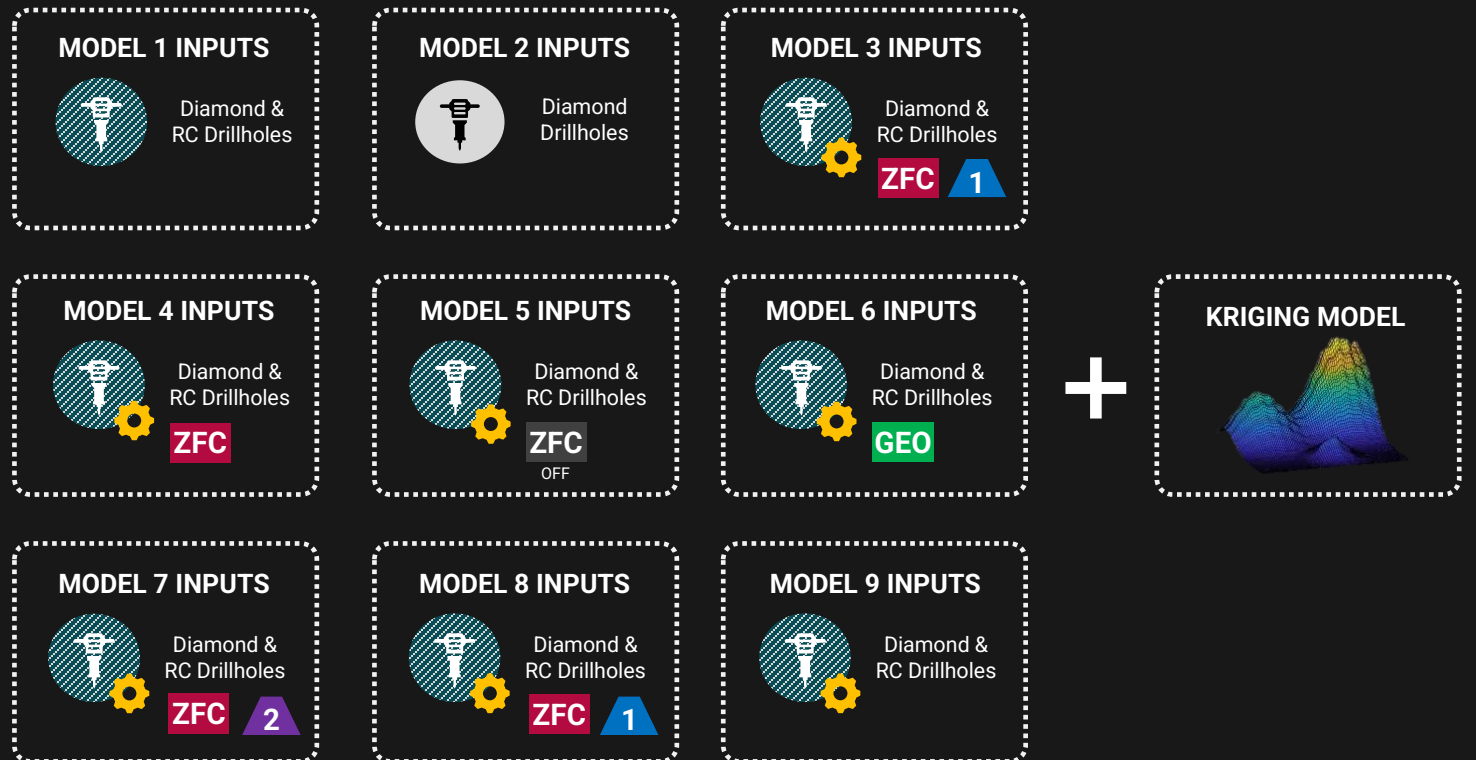 MODEL 1 INPUTS
Diamond &
RC Drillholes
MODEL 2 INPUTS
Diamond
Drillholes
MODEL 3 INPUTS
Diamond &
RC Drillholes
ZFC
1
MODEL 4 INPUTS
Diamond &
RC Drillholes
ZFC
MODEL 5 INPUTS
Diamond &
RC Drillholes
ZFC
OFF
MODEL 6 INPUTS
Diamond &
RC Drillholes
GEO
+
KRIGING MODEL
MODEL 7 INPUTS
Diamond &
RC Drillholes
ZFC
2
MODEL 8 INPUTS
Diamond &
RC Drillholes
ZFC
1
MODEL 9 INPUTS
Diamond &
RC Drillholes